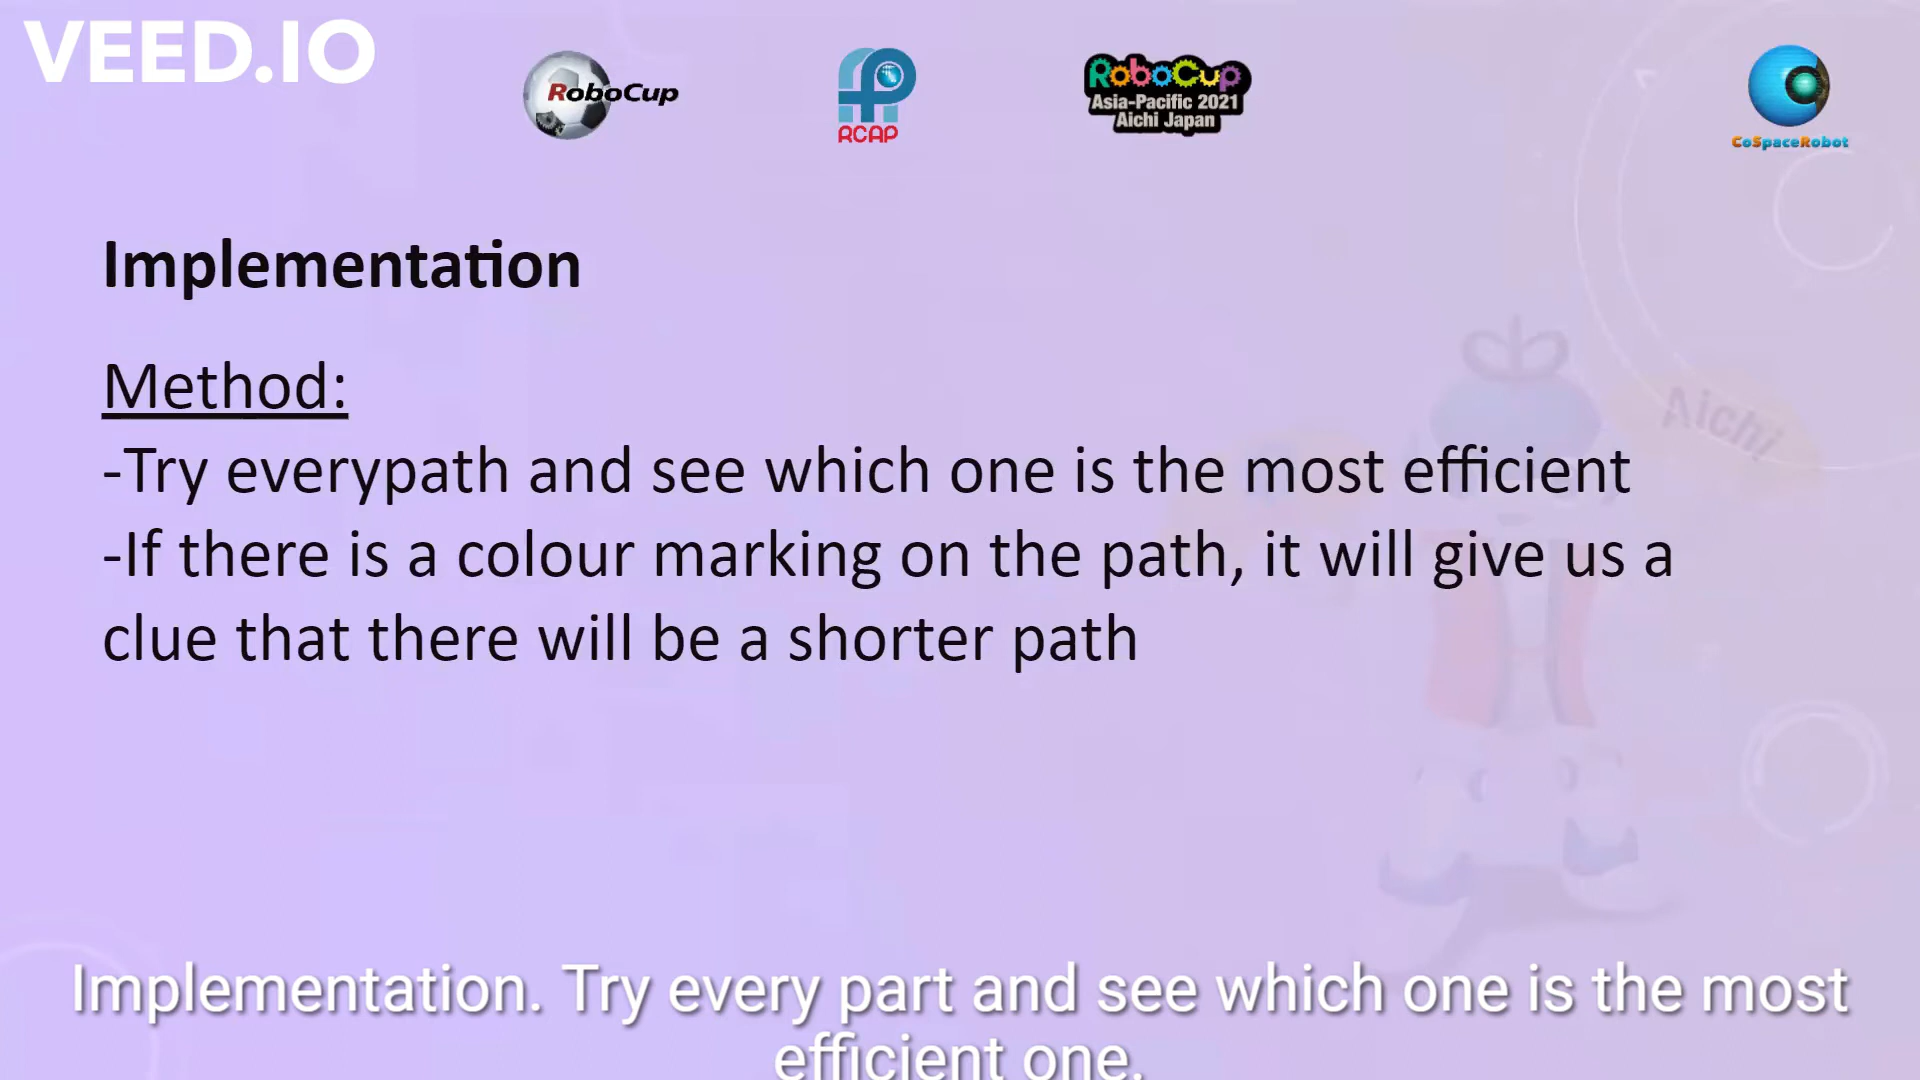 VEED.IO
RoboCup
RCAP
RoboCup
Asia-Pacific 2021
Aichi Japan
CoSpaceRobot
Implementation
Method:
-Try everypath and see which one is the most efficient
-If there is a colour marking on the path, it will give us a
clue that there will be a shorter path
Aichi
Implementation. Try every part and see which one is the most
efficient one.